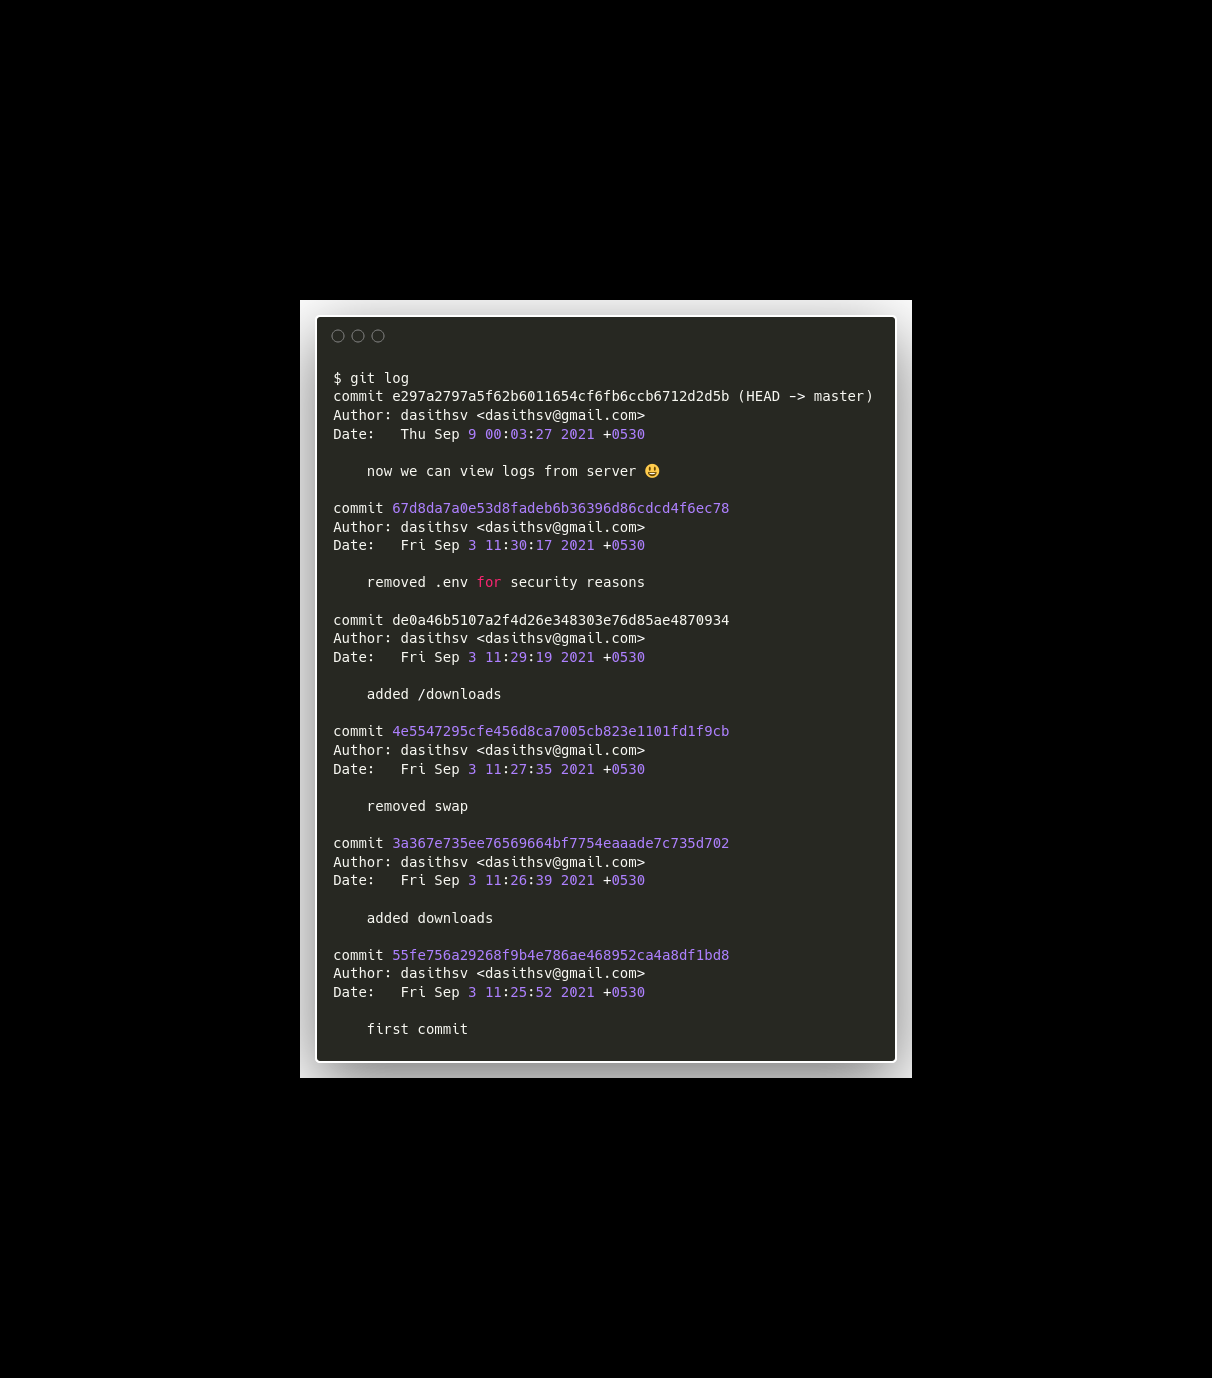 $ git log
commit e297a2797a5f62b6011654cf6fb6ccb6712d2d5b (HEAD -> master)
Author: dasithsv <dasithsv@gmail.com>
Date:   Thu Sep 9 00:03:27 2021 +0530
now we can view logs from server 😃
commit 67d8da7a0e53d8fadeb6b36396d86cdcd4f6ec78
Author: dasithsv <dasithsv@gmail.com>
Date:   Fri Sep 3 11:30:17 2021 +0530
removed .env for security reasons
commit de0a46b5107a2f4d26e348303e76d85ae4870934
Author: dasithsv <dasithsv@gmail.com>
Date:   Fri Sep 3 11:29:19 2021 +0530
added /downloads
commit 4e5547295cfe456d8ca7005cb823e1101fd1f9cb
Author: dasithsv <dasithsv@gmail.com>
Date:   Fri Sep 3 11:27:35 2021 +0530
removed swap
commit 3a367e735ee76569664bf7754eaaade7c735d702
Author: dasithsv <dasithsv@gmail.com>
Date:   Fri Sep 3 11:26:39 2021 +0530
added downloads
commit 55fe756a29268f9b4e786ae468952ca4a8df1bd8
Author: dasithsv <dasithsv@gmail.com>
Date:   Fri Sep 3 11:25:52 2021 +0530
first commit